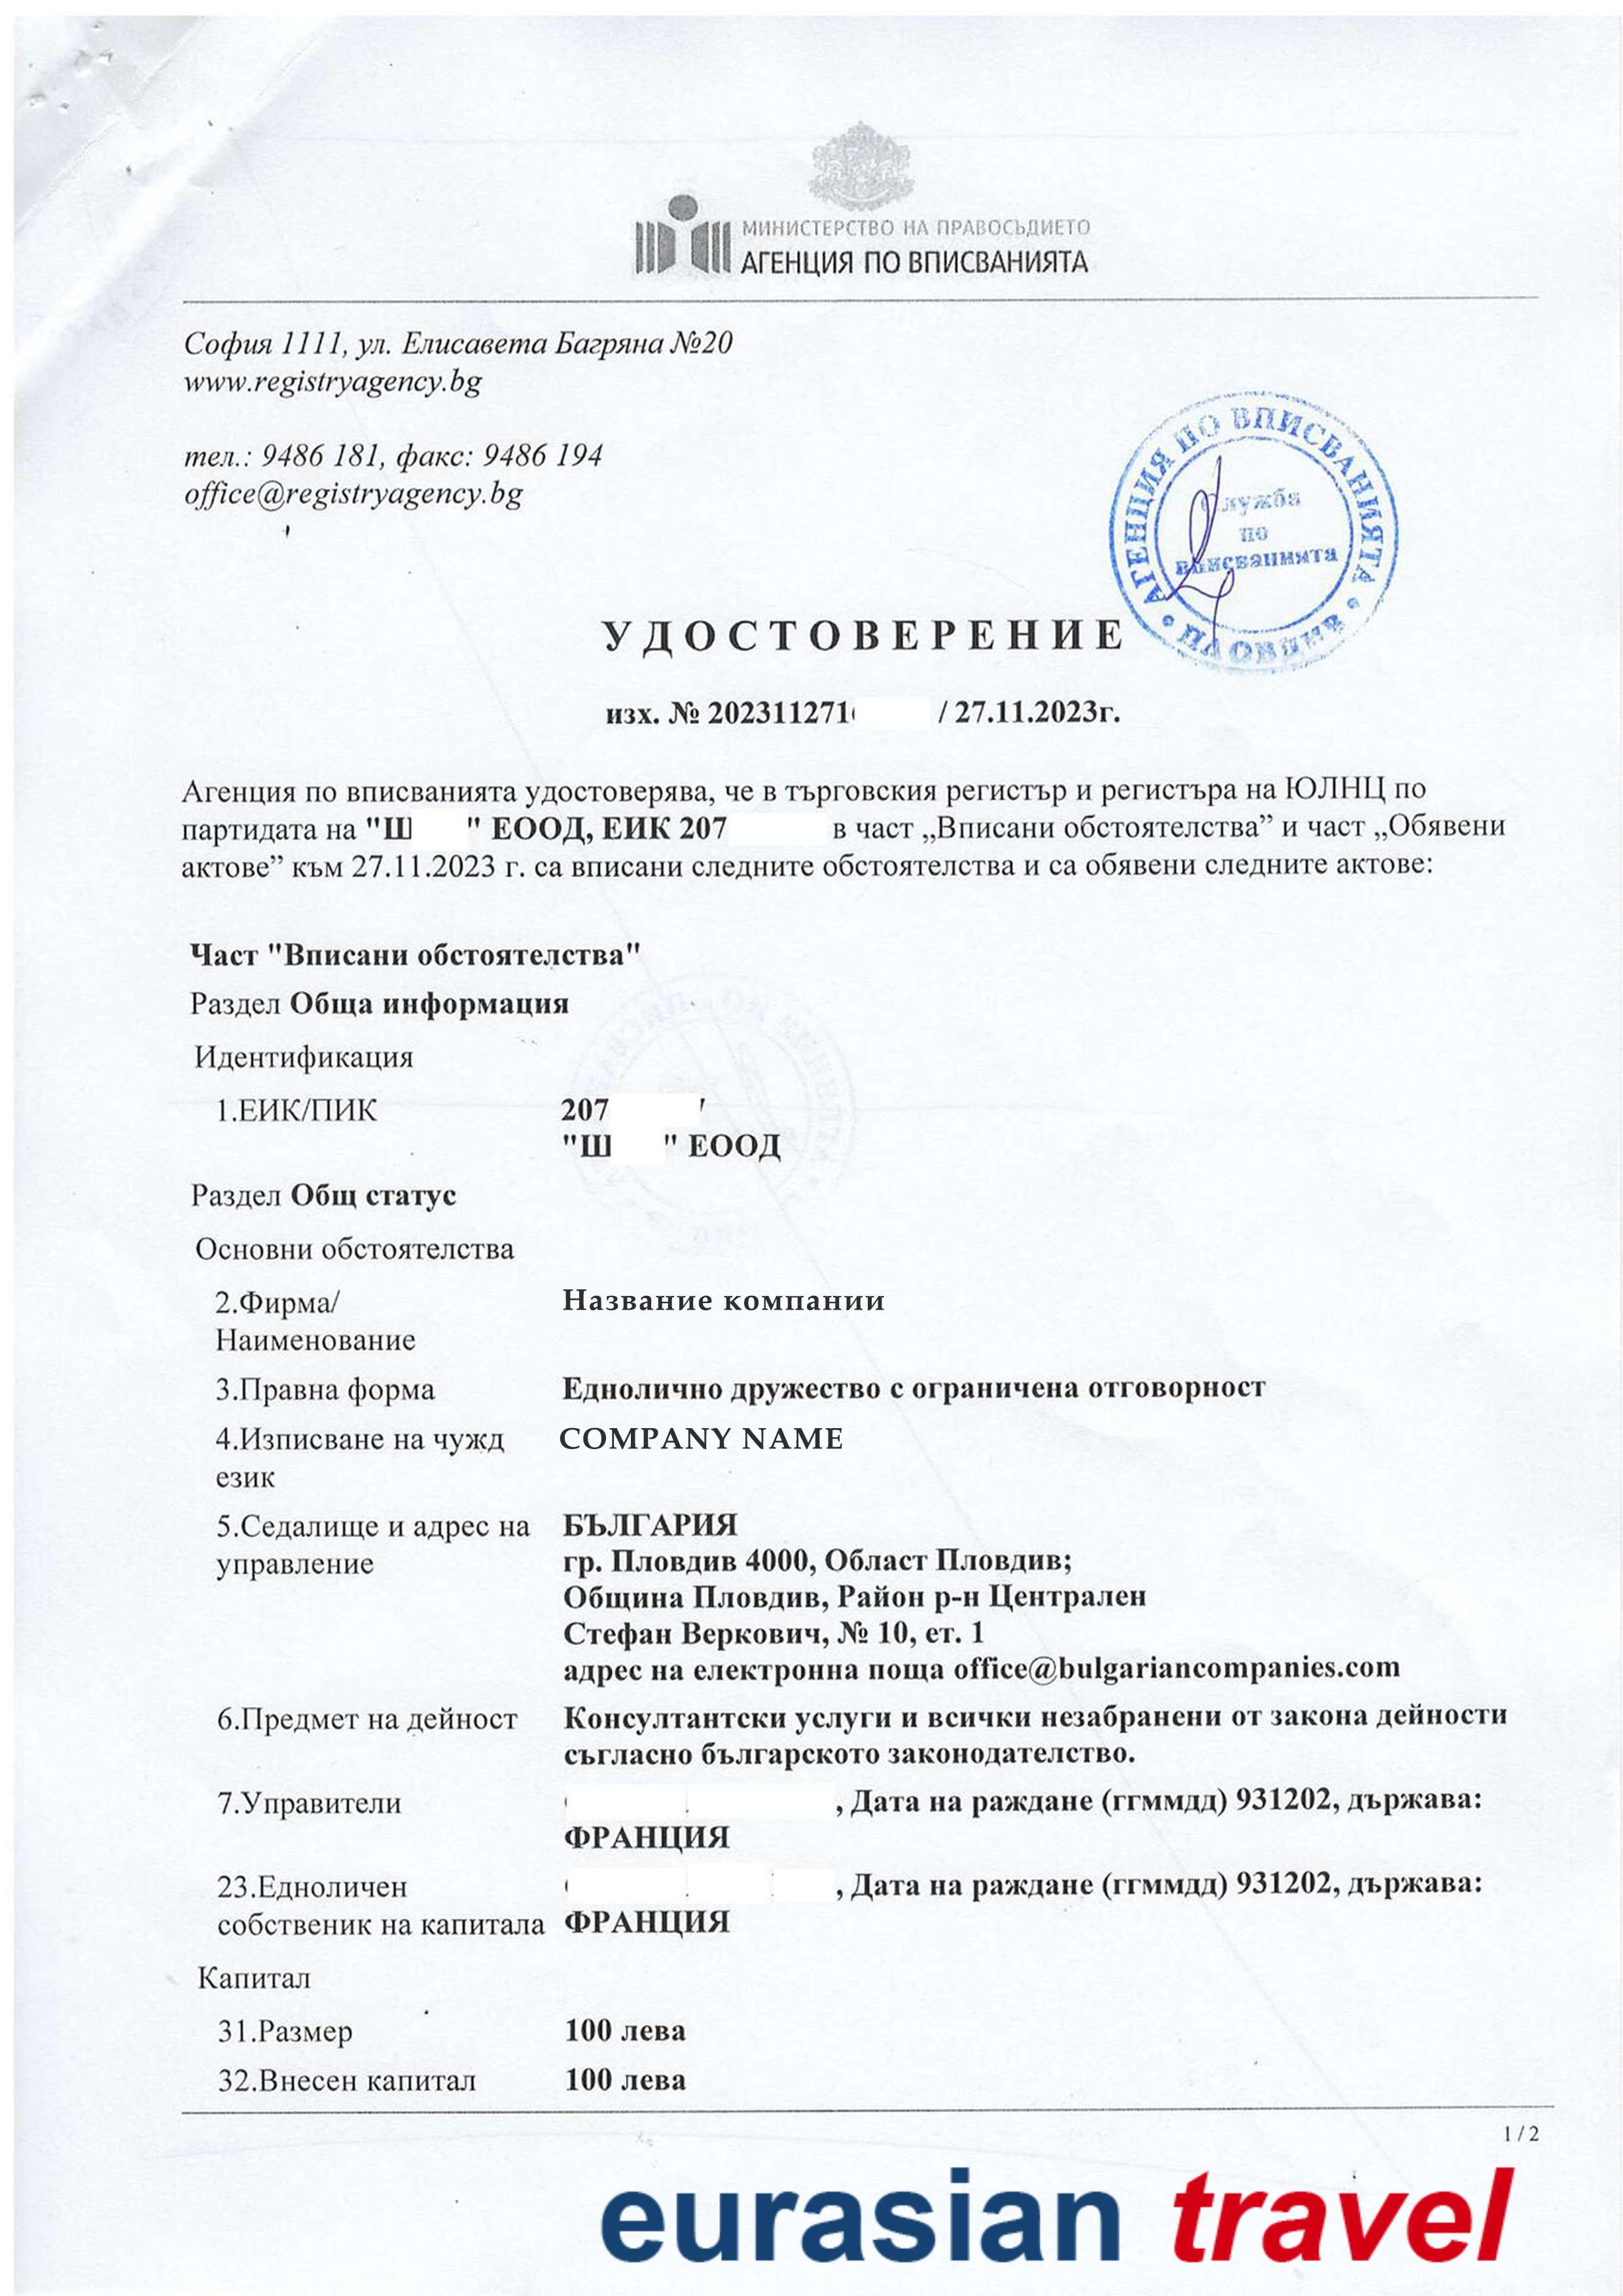 МИНИСТЕРСТВО НА ПРАВОСЪДИЕТО
АГЕНЦИЯ ПО ВПИСВАНИЯТА
София 1111, ул. Елисавета Багряна №20
www.registryagency.bg
тел.: 9486 181, факс: 9486 194
office@registryagency.bg
АГЕНЦИЯ ПО ВПИСВАНИЯТА • ПЛОВДИВ •
Служба
по
вписванията
УДОСТОВЕРЕНИЕ
изх. № 202311271 / 27.11.2023г.
Агенция по вписванията удостоверява, че в търговския регистър и регистъра на ЮЛНЦ по
партидата на "Ш " ЕООД, ЕИК 207 в част „Вписани обстоятелства” и част „Обявени
актове” към 27.11.2023 г. са вписани следните обстоятелства и са обявени следните актове:
Част "Вписани обстоятелства"
Раздел Обща информация
Идентификация
1.ЕИК/ПИК 207
"Ш " ЕООД
Раздел Общ статус
Основни обстоятелства
2.Фирма/ Название компании
Наименование
3.Правна форма Еднолично дружество с ограничена отговорност
4.Изписване на чужд COMPANY NAME
език
5.Седалище и адрес на БЪЛГАРИЯ
управление гр. Пловдив 4000, Област Пловдив;
Община Пловдив, Район р-н Централен
Стефан Веркович, № 10, ет. 1
адрес на електронна поща office@bulgariancompanies.com
6.Предмет на дейност Консултантски услуги и всички незабранени от закона дейности
съгласно българското законодателство.
7.Управители , Дата на раждане (ггммдд) 931202, държава:
ФРАНЦИЯ
23.Едноличен , Дата на раждане (ггммдд) 931202, държава:
собственик на капитала ФРАНЦИЯ
Капитал
31.Размер 100 лева
32.Внесен капитал 100 лева
1 / 2
eurasian travel